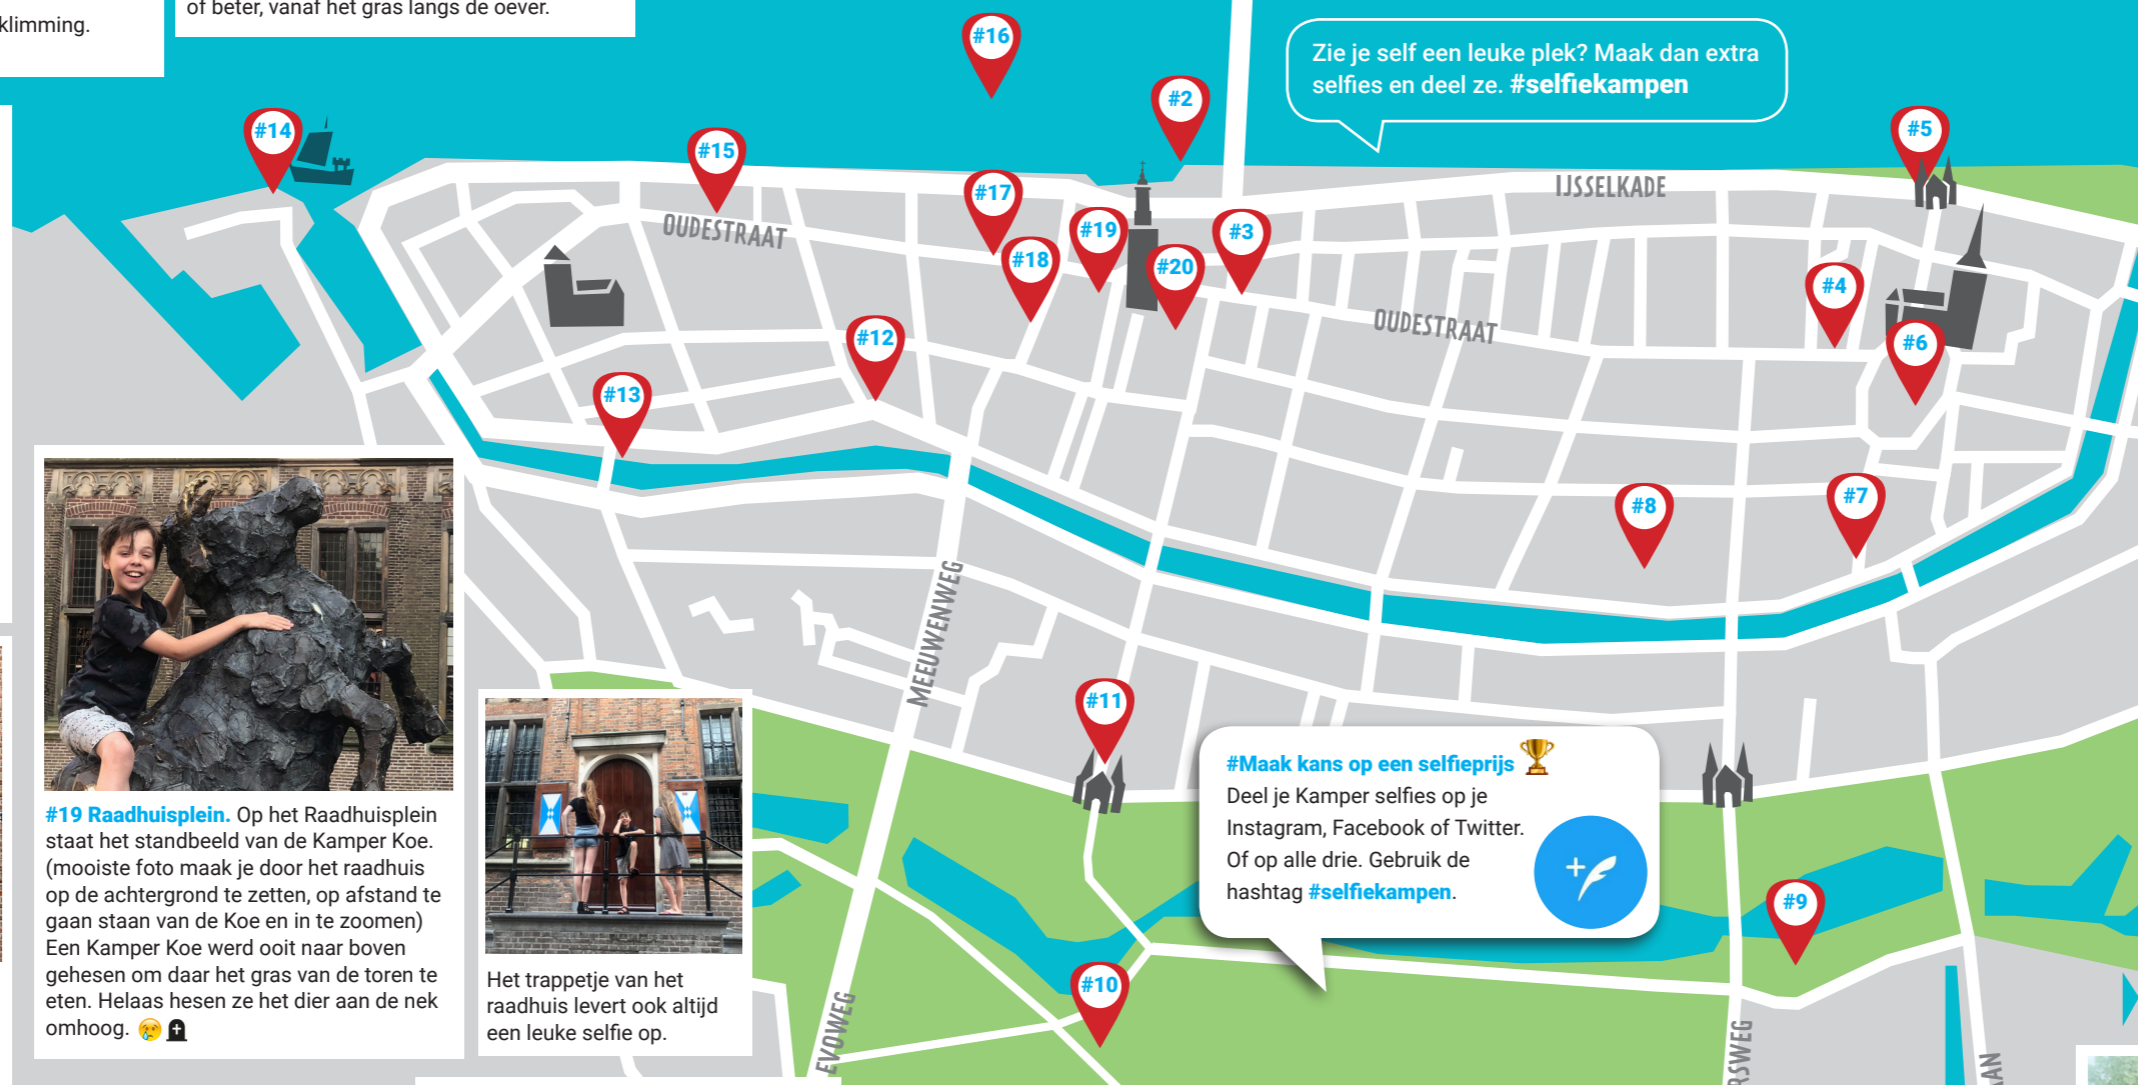 klimming.
of beter, vanaf het gras langs de oever.
#16
#2
Zie je self een leuke plek? Maak dan extra
selfies en deel ze. #selfiekampen
#14
#15
#5
#17
IJSSELKADE
OUDESTRAAT
#19
#3
#18
#20
#4
OUDESTRAAT
#12
#6
#13
#8
#7
MEEUWENWEG
#11
#19 Raadhuisplein. Op het Raadhuisplein
staat het standbeeld van de Kamper Koe.
(mooiste foto maak je door het raadhuis
op de achtergrond te zetten, op afstand te
gaan staan van de Koe en in te zoomen)
Een Kamper Koe werd ooit naar boven
gehesen om daar het gras van de toren te
eten. Helaas hesen ze het dier aan de nek
omhoog.
Het trappetje van het
raadhuis levert ook altijd
een leuke selfie op.
#Maak kans op een selfieprijs
Deel je Kamper selfies op je
Instagram, Facebook of Twitter.
Of op alle drie. Gebruik de
hashtag #selfiekampen.
#9
#10
EVOWEG
RSWEG
AAN